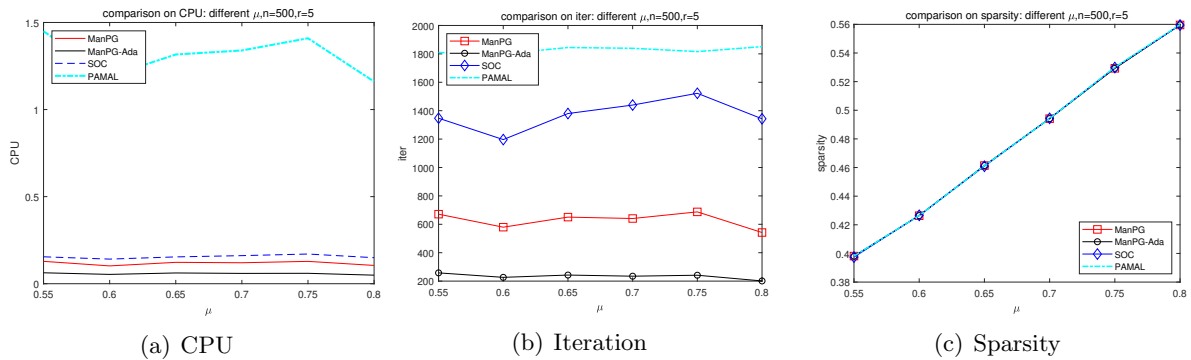 comparison on CPU: different μ,n=500,r=5
1.5
1
0.5
0
CPU
ManPG
ManPG-Ada
SOC
PAMAL
0.55 0.6 0.65 0.7 0.75 0.8
μ
(a) CPU
comparison on iter: different μ,n=500,r=5
2000
1800
1600
1400
1200
1000
800
600
400
200
iter
ManPG
ManPG-Ada
SOC
PAMAL
0.55 0.6 0.65 0.7 0.75 0.8
μ
(b) Iteration
comparison on sparsity: different μ,n=500,r=5
0.56
0.54
0.52
0.5
0.48
0.46
0.44
0.42
0.4
0.38
sparsity
ManPG
ManPG-Ada
SOC
PAMAL
0.55 0.6 0.65 0.7 0.75 0.8
μ
(c) Sparsity